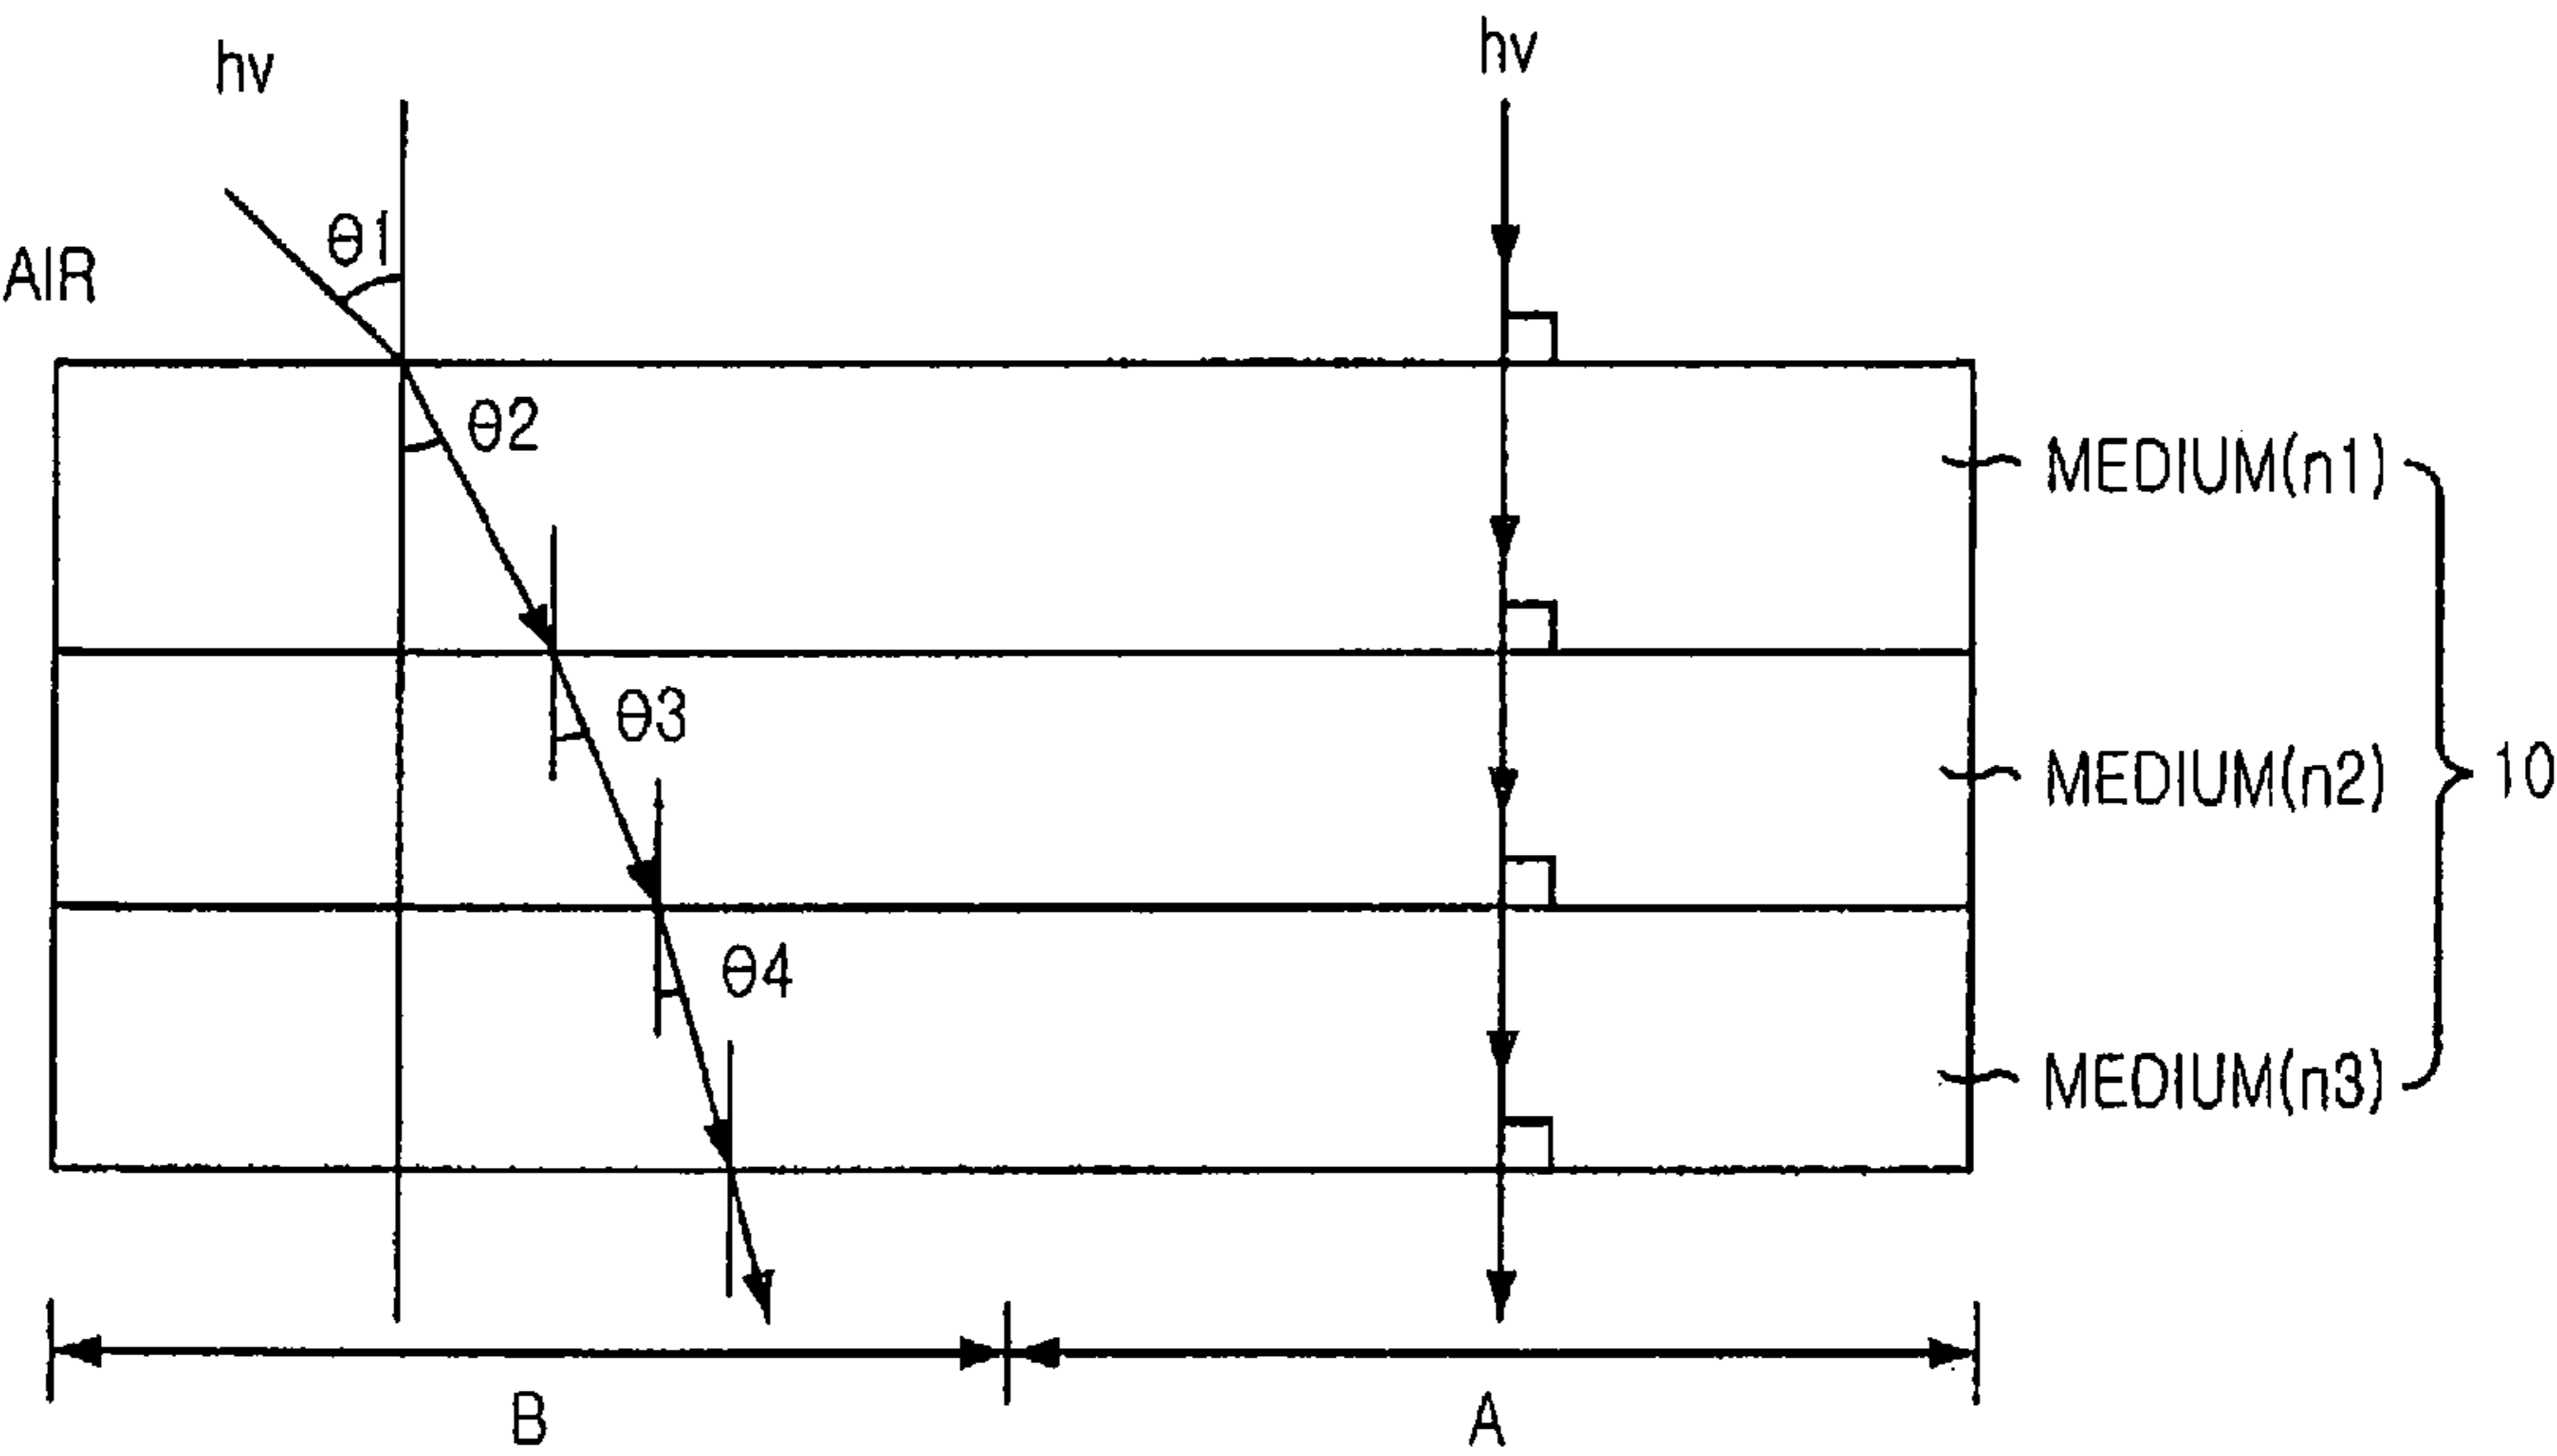 hv
hv
θ1
AIR
θ2
MEDIUM(n1)
θ3
MEDIUM(n2)
10
θ4
MEDIUM(n3)
B
A